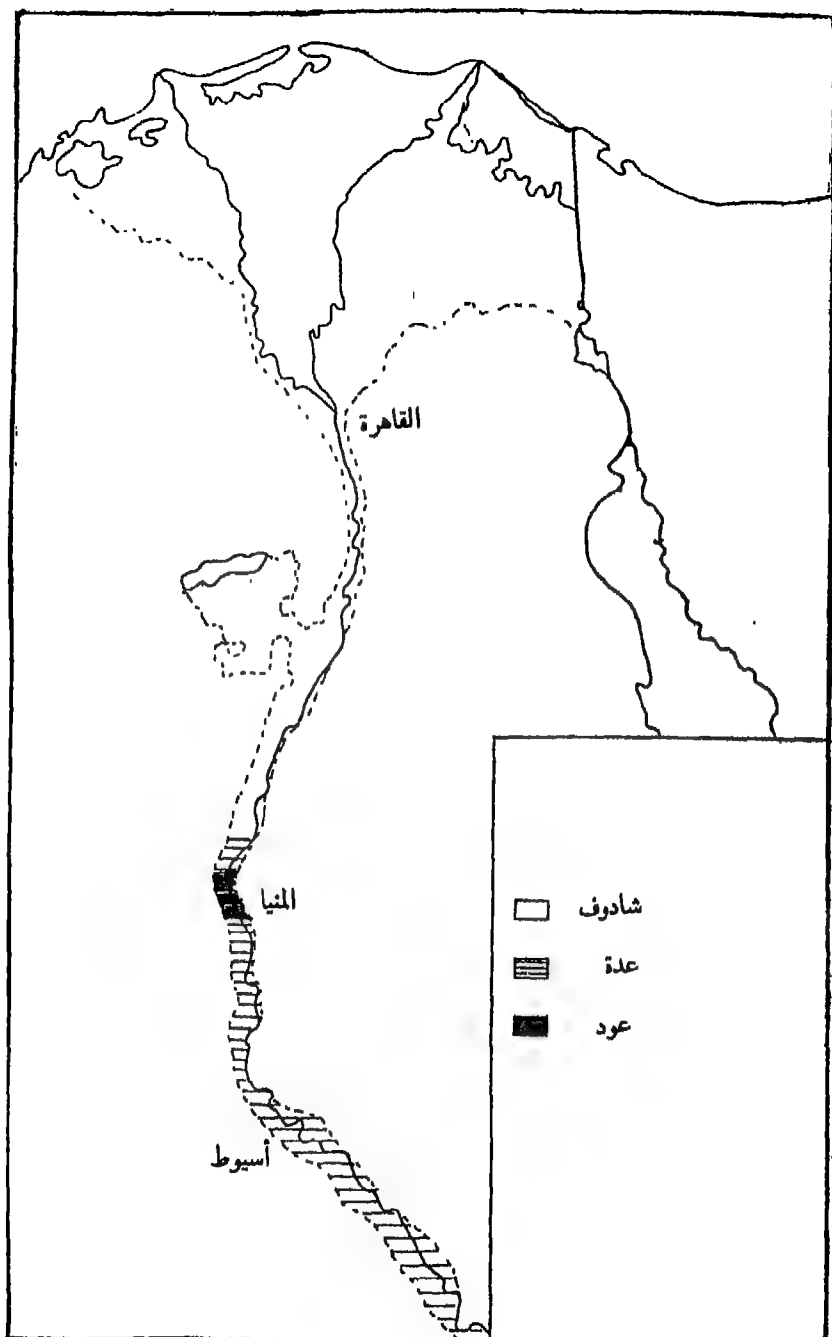 القاهرة
المنيا
أسيوط
شادوف
عدة
عود